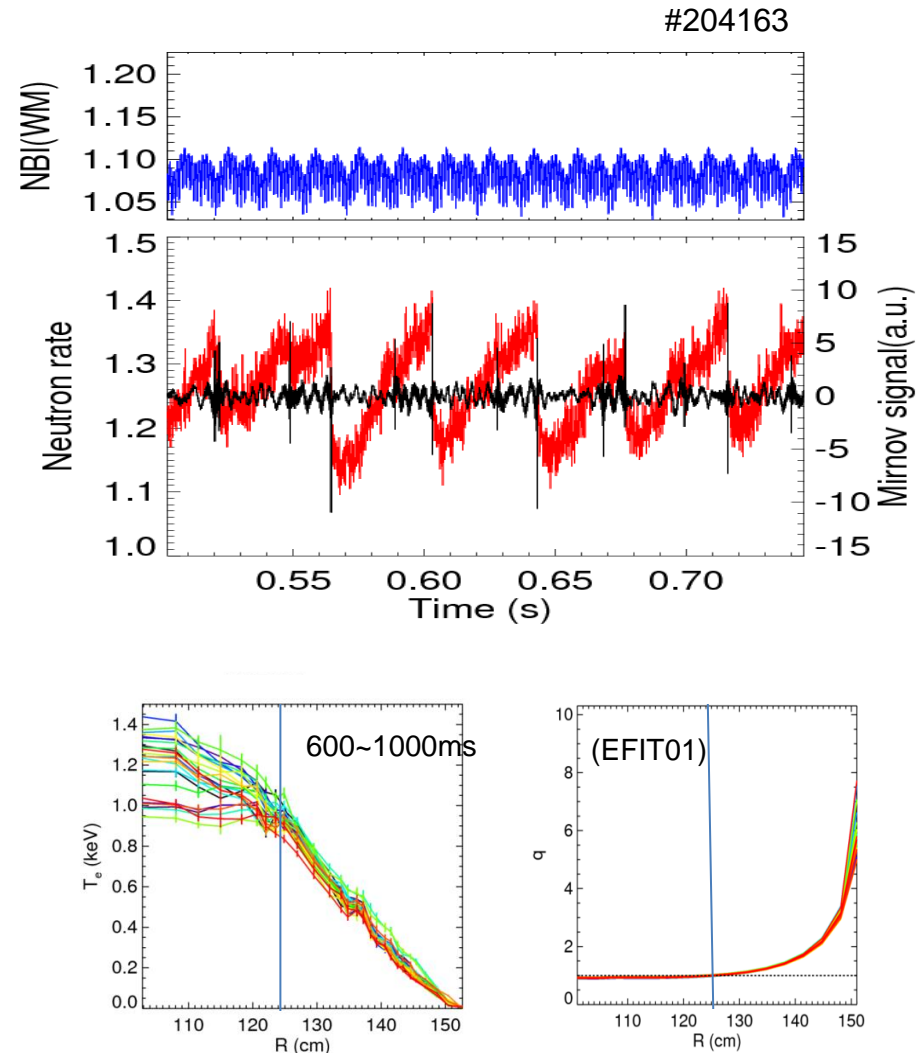 #204163
NBI(WM)
1.20
1.15
1.10
1.05
Neutron rate
1.5
1.4
1.3
1.2
1.1
1.0
15
10
5
0
-5
-10
-15
Mirnov signal(a.u.)
0.55 0.60 0.65 0.70
Time (s)
T_e (keV)
1.4
1.2
1.0
0.8
0.6
0.4
0.2
0.0
600~1000ms
110 120 130 140 150
R (cm)
q
10
8
6
4
2
0
(EFIT01)
110 120 130 140 150
R (cm)